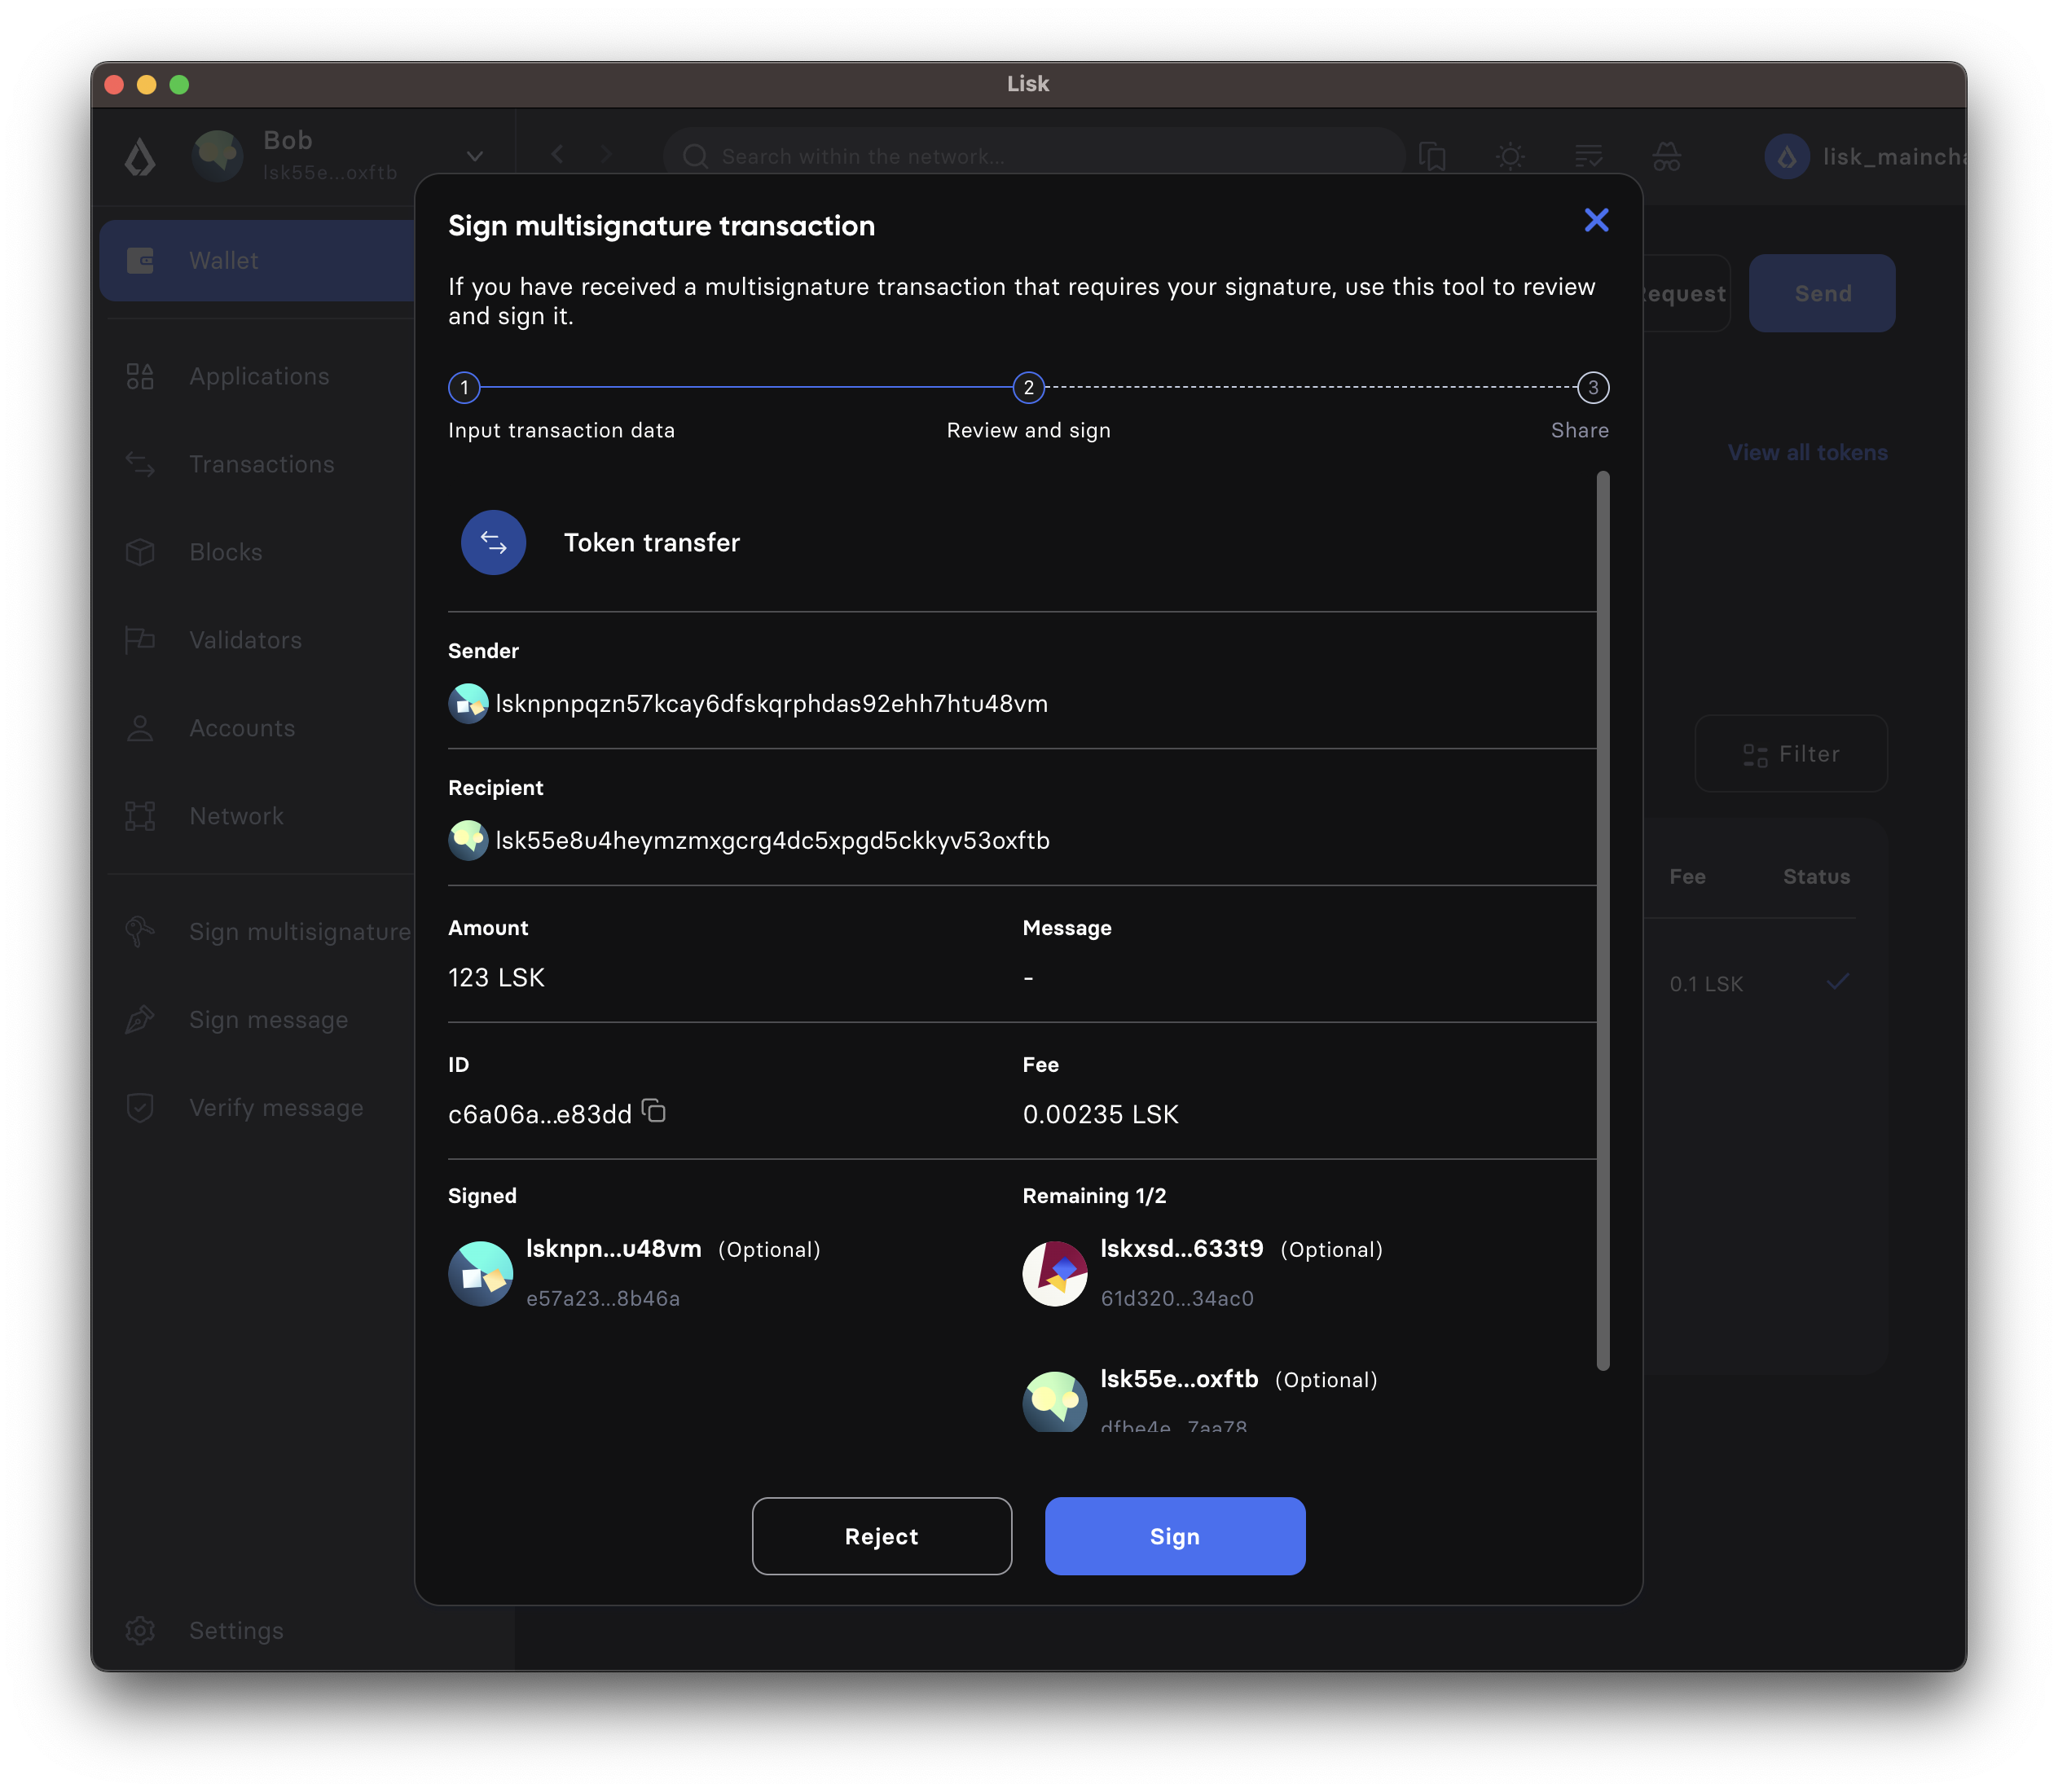 Lisk
Bob
lsk55e...oxftb
Search within the network...
lisk_mainch
Wallet
Applications
Transactions
Blocks
Validators
Accounts
Network
Sign multisignature
Sign message
Verify message
Settings
Request
Send
View all tokens
Filter
Fee
Status
0.1 LSK
Sign multisignature transaction
If you have received a multisignature transaction that requires your signature, use this tool to review
and sign it.
1
2
3
Input transaction data
Review and sign
Share
Token transfer
Sender
lsknpnpqzn57kcay6dfskqrphdas92ehh7htu48vm
Recipient
lsk55e8u4heymzmxgcrg4dc5xpgd5ckkyv53oxftb
Amount
Message
123 LSK
-
ID
Fee
c6a06a...e83dd
0.00235 LSK
Signed
Remaining 1/2
lsknpn...u48vm (Optional)
e57a23...8b46a
lskxsd...633t9 (Optional)
61d320...34ac0
lsk55e...oxftb (Optional)
dfbe4e...7aa78
Reject
Sign